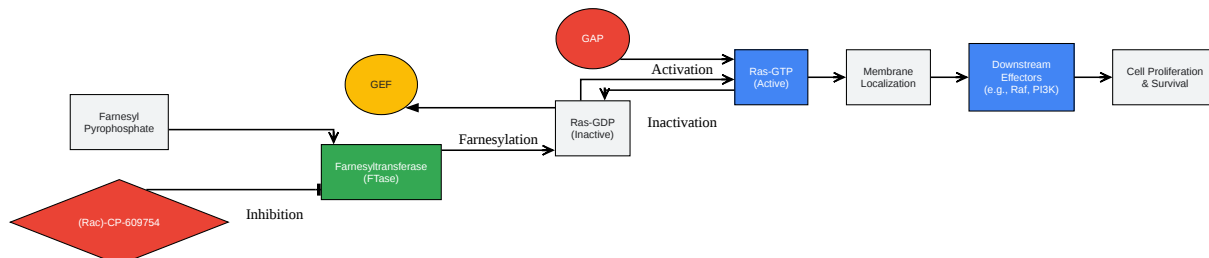 GAP
Activation
Ras-GTP
(Active)
Membrane
Localization
Downstream
Effectors
(e.g., Raf, PI3K)
Cell Proliferation
& Survival
GEF
Farnesyl
Pyrophosphate
Ras-GDP
(Inactive)
Inactivation
Farnesylation
Farnesyltransferase
(FTase)
(Rac)-CP-609754
Inhibition